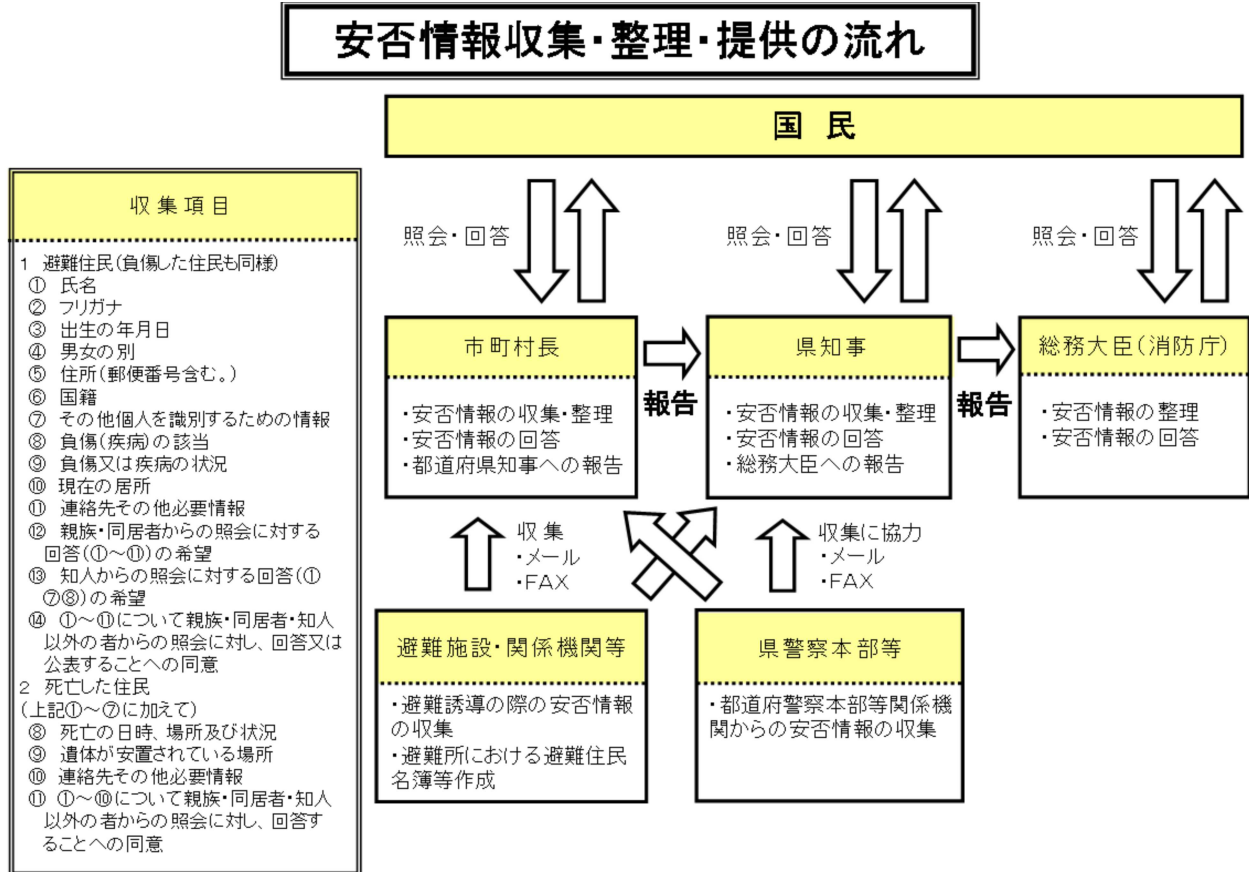 安否情報収集・整理・提供の流れ
国 民
収集項目
1 避難住民(負傷した住民も同様)
① 氏名
② フリガナ
③ 出生の年月日
④ 男女の別
⑤ 住所(郵便番号含む。)
⑥ 国籍
⑦ その他個人を識別するための情報
⑧ 負傷(疾病)の該当
⑨ 負傷又は疾病の状況
⑩ 現在の居所
⑪ 連絡先その他必要情報
⑫ 親族・同居者からの照会に対する
回答(①～⑪)の希望
⑬ 知人からの照会に対する回答(①
⑦⑧)の希望
⑭ ①～⑪について親族・同居者・知人
以外の者からの照会に対し、回答又は
公表することへの同意
2 死亡した住民
(上記①～⑦に加えて)
⑧ 死亡の日時、場所及び状況
⑨ 遺体が安置されている場所
⑩ 連絡先その他必要情報
⑪ ①～⑩について親族・同居者・知人
以外の者からの照会に対し、回答す
ることへの同意
照会・回答
照会・回答
照会・回答
市町村長
・安否情報の収集・整理
・安否情報の回答
・都道府県知事への報告
報告
県知事
・安否情報の収集・整理
・安否情報の回答
・総務大臣への報告
報告
総務大臣(消防庁)
・安否情報の整理
・安否情報の回答
収集
・メール
・FAX
収集に協力
・メール
・FAX
避難施設・関係機関等
・避難誘導の際の安否情報
の収集
・避難所における避難住民
名簿等作成
県警察本部等
・都道府警察本部等関係機
関からの安否情報の収集